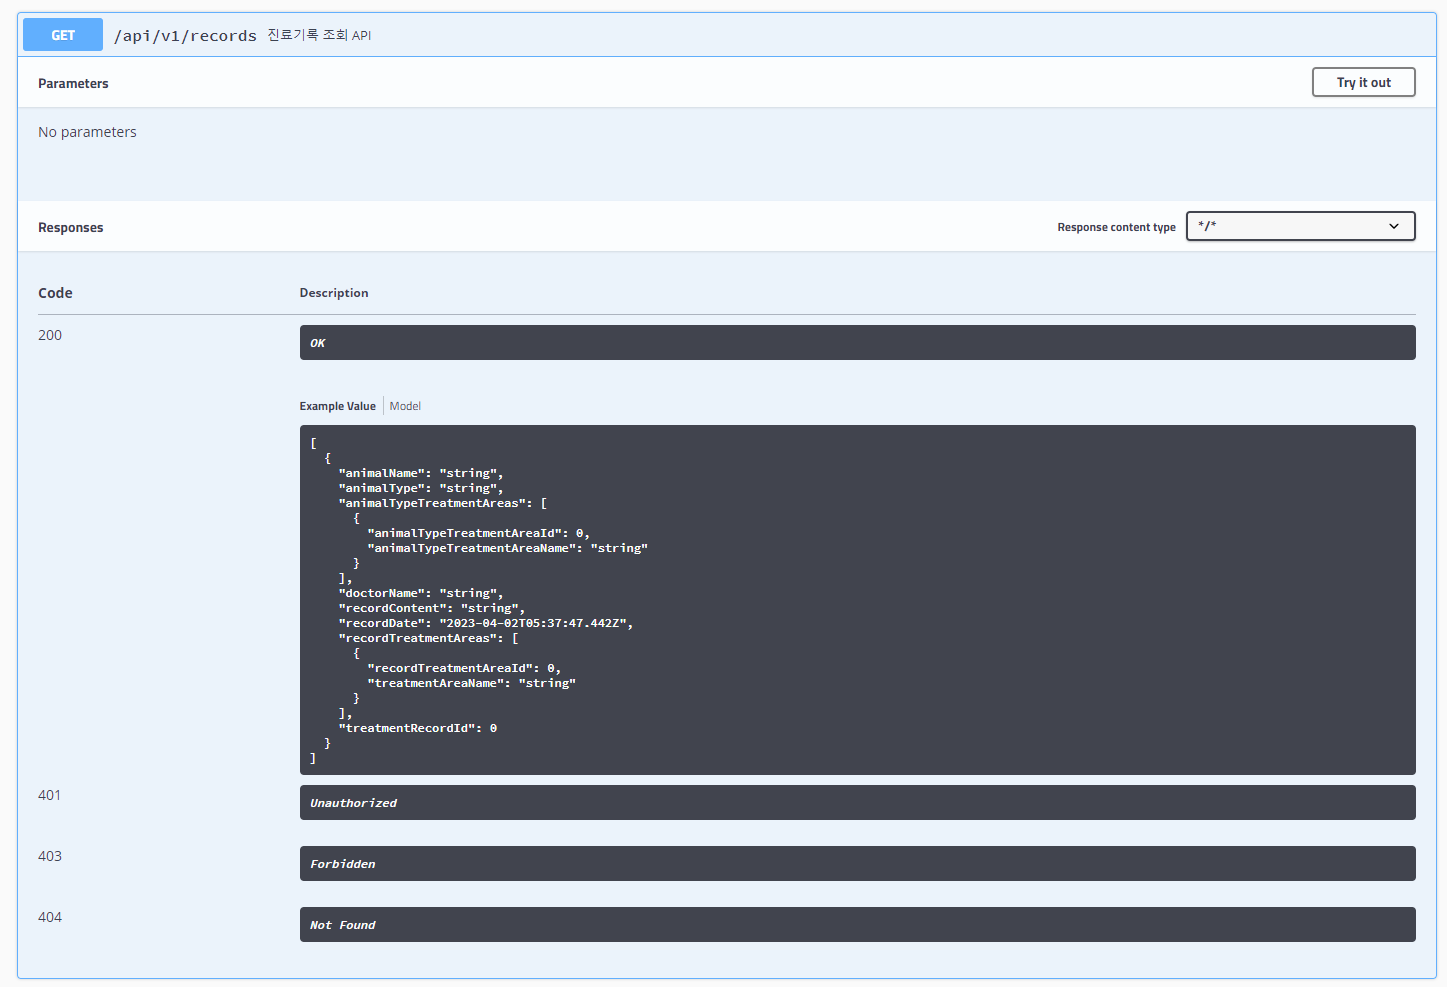 GET /api/v1/records 진료기록 조회 API
Parameters
Try it out
No parameters
Responses
Response content type
*/*
Code
Description
200
OK
Example Value
Model
[
  {
    "animalName": "string",
    "animalType": "string",
    "animalTypeTreatmentAreas": [
      {
        "animalTypeTreatmentAreaId": 0,
        "animalTypeTreatmentAreaName": "string"
      }
    ],
    "doctorName": "string",
    "recordContent": "string",
    "recordDate": "2023-04-02T05:37:47.442Z",
    "recordTreatmentAreas": [
      {
        "recordTreatmentAreaId": 0,
        "treatmentAreaName": "string"
      }
    ],
    "treatmentRecordId": 0
  }
]
401
Unauthorized
403
Forbidden
404
Not Found